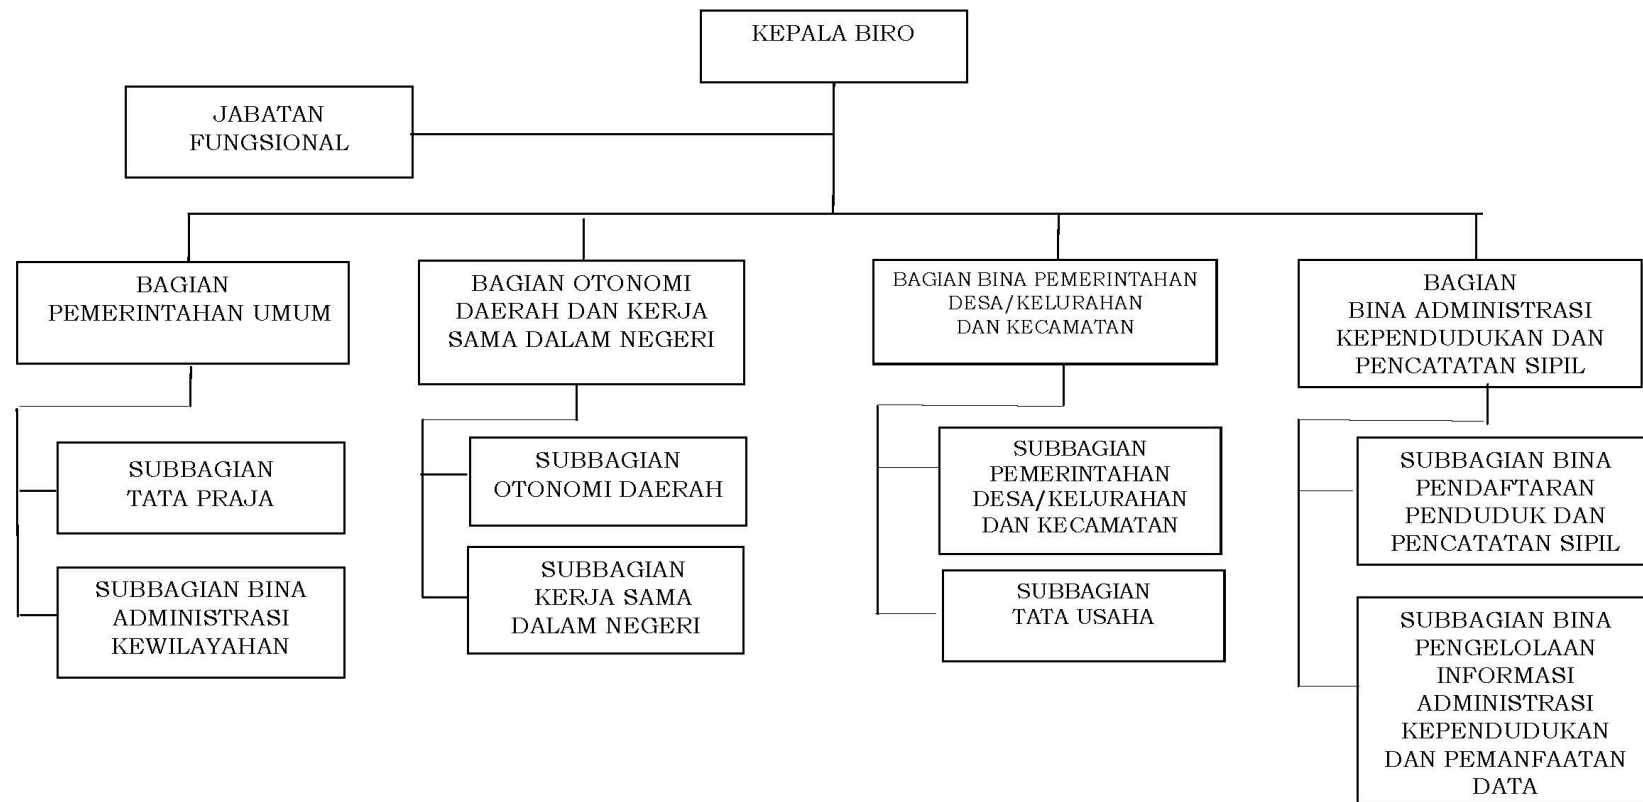 KEPALA BIRO
JABATAN
FUNGSIONAL
BAGIAN
PEMERINTAHAN UMUM
BAGIAN OTONOMI
DAERAH DAN KERJA
SAMA DALAM NEGERI
BAGIAN BINA PEMERINTAHAN
DESA/KELURAHAN
DAN KECAMATAN
BAGIAN
BINA ADMINISTRASI
KEPENDUDUKAN DAN
PENCATATAN SIPIL
SUBBAGIAN
TATA PRAJA
SUBBAGIAN BINA
ADMINISTRASI
KEWILAYAHAN
SUBBAGIAN
OTONOMI DAERAH
SUBBAGIAN
KERJA SAMA
DALAM NEGERI
SUBBAGIAN
PEMERINTAHAN
DESA/KELURAHAN
DAN KECAMATAN
SUBBAGIAN
TATA USAHA
SUBBAGIAN BINA
PENDAFTARAN
PENDUDUK DAN
PENCATATAN SIPIL
SUBBAGIAN BINA
PENGELOLAAN
INFORMASI
ADMINISTRASI
KEPENDUDUKAN
DAN PEMANFAATAN
DATA